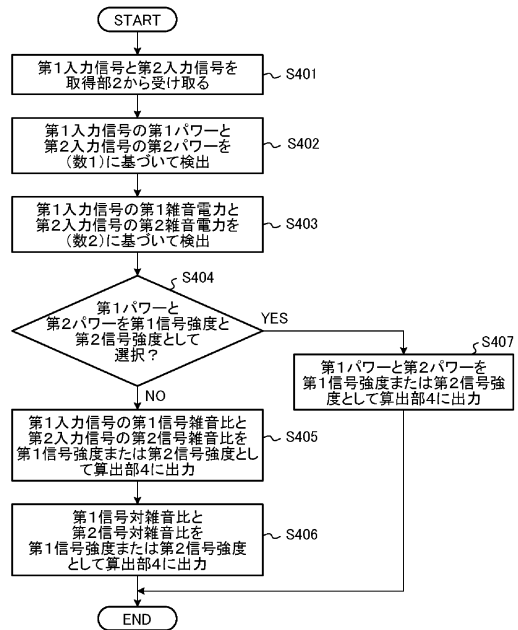 START
第1入力信号と第2入力信号を
取得部2から受け取る
S401
第1入力信号の第1パワーと
第2入力信号の第2パワーを
(数1)に基づいて検出
S402
第1入力信号の第1雑音電力と
第2入力信号の第2雑音電力を
(数2)に基づいて検出
S403
S404
第1パワーと
第2パワーを第1信号強度と
第2信号強度として
選択?
YES
NO
S407
第1パワーと第2パワーを
第1信号強度または第2信号強
度として算出部4に出力
第1入力信号の第1信号雑音比と
第2入力信号の第2信号雑音比を
第1信号強度または第2信号強度とし
て算出部4に出力
S405
第1信号対雑音比と
第2信号対雑音比を
第1信号強度または第2信号強度
として算出部4に出力
S406
END